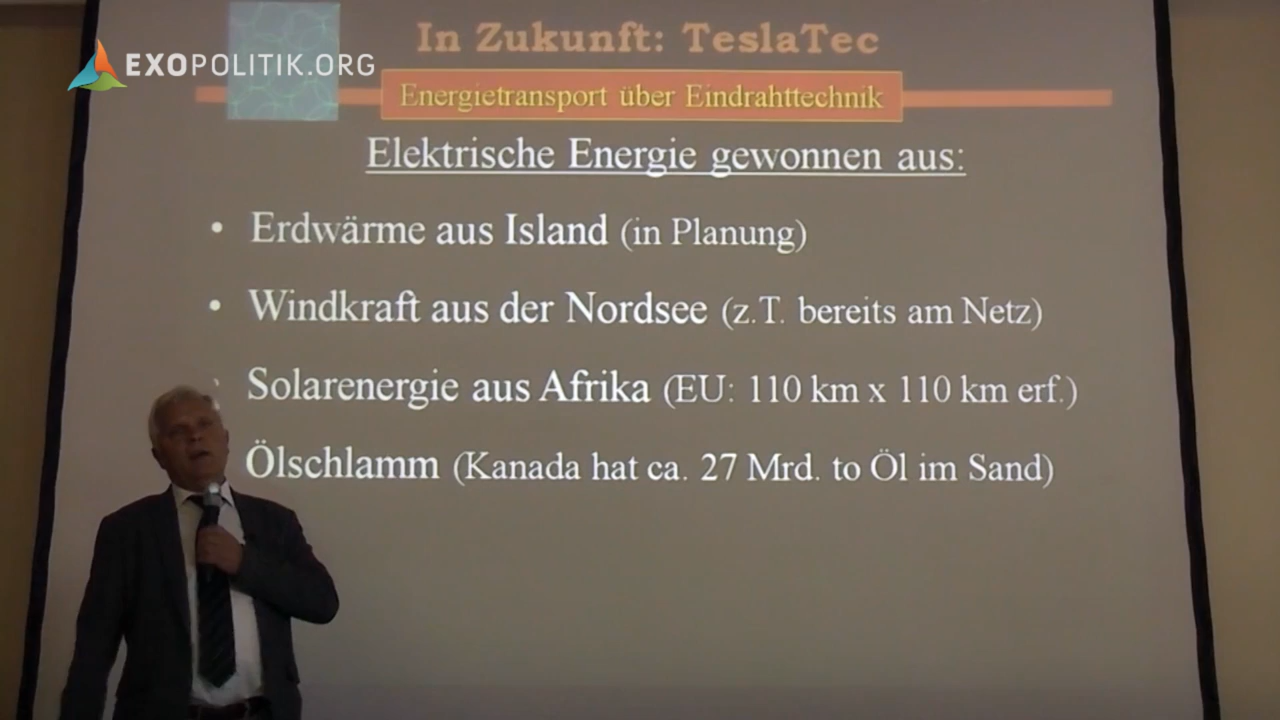 EXOPOLITIK.ORG
In Zukunft: TeslaTec
Energietransport über Eindrahttechnik
Elektrische Energie gewonnen aus:
• Erdwärme aus Island (in Planung)
• Windkraft aus der Nordsee (z.T. bereits am Netz)
Solarenergie aus Afrika (EU: 110 km x 110 km erf.)
Ölschlamm (Kanada hat ca. 27 Mrd. to Öl im Sand)